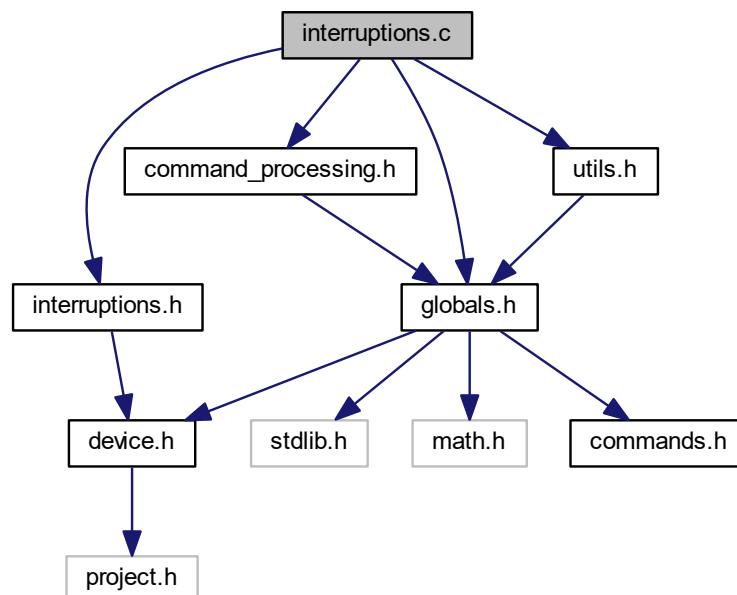 interruptions.c
command_processing.h
utils.h
interruptions.h
globals.h
device.h
stdlib.h
math.h
commands.h
project.h